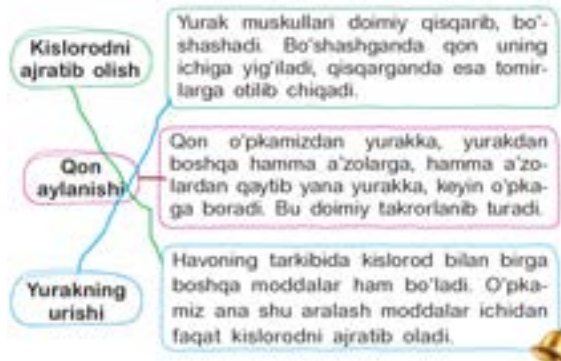 Kislorodni
ajratib olish
Yurak muskullari doimiy qisqarib, bo'-
shashadi. Bo'shashganda qon uning
ichiga yig'iladi, qisqarganda esa tomir-
larga otilib chiqadi.
Qon
aylanishi
Qon o'pkamizdan yurakka, yurakdan
boshqa hamma a'zolarga, hamma a'zo-
lardan qaytib yana yurakka, keyin o'pka-
ga boradi. Bu doimiy takrorlanib turadi.
Yurakning
urishi
Havoning tarkibida kislorod bilan birga
boshqa moddalar ham bo'ladi. O'pka-
miz ana shu aralash moddalar ichidan
faqat kislorodni ajratib oladi.